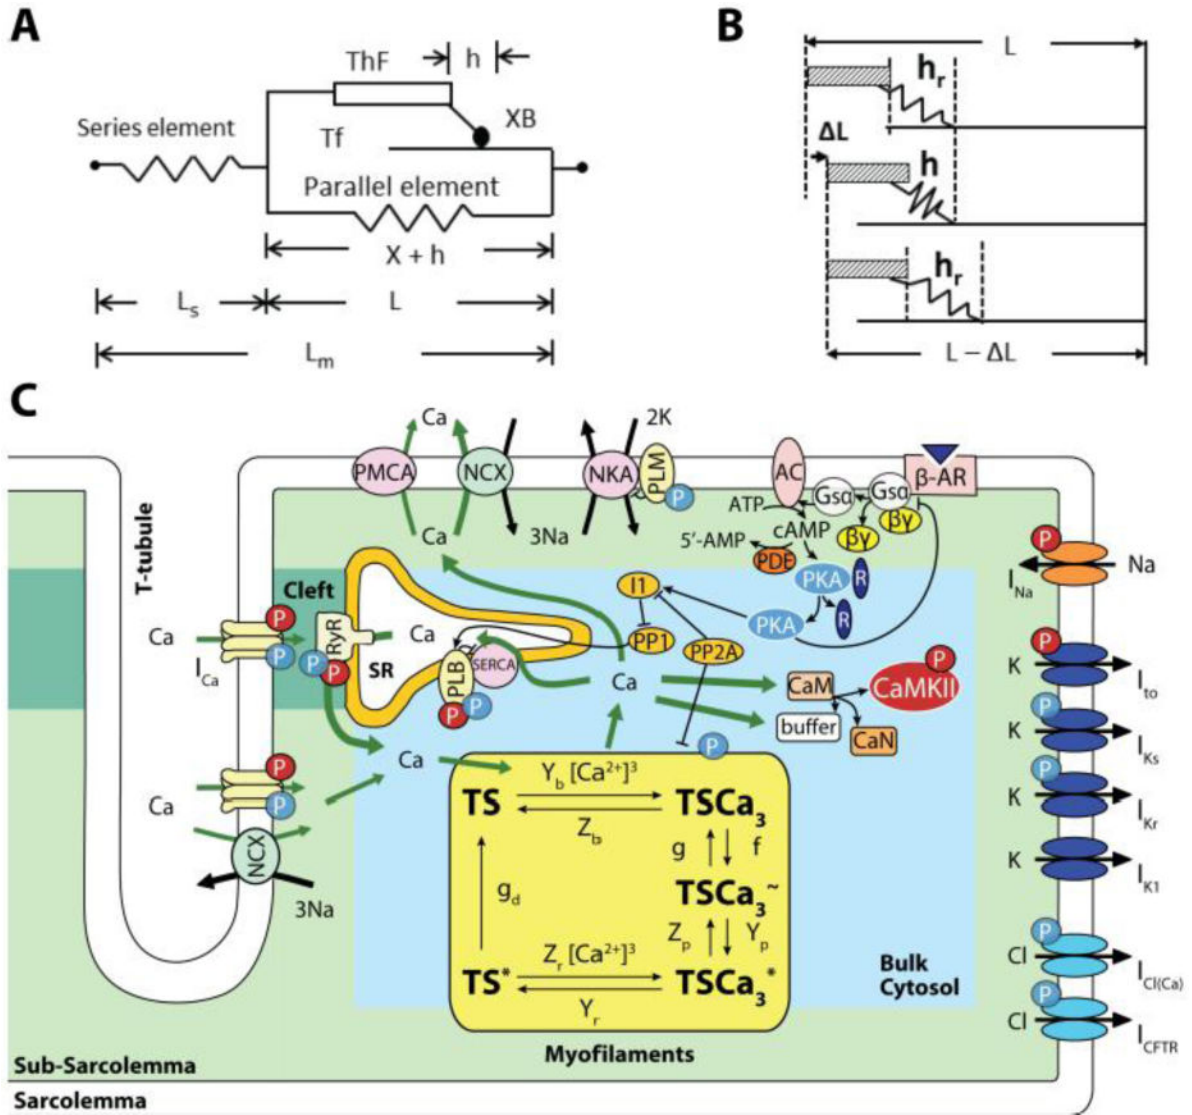 A
ThF
h
Series element
Tf
XB
Parallel element
X + h
Ls
L
Lm
B
L
hr
ΔL
h
hr
L – ΔL
C
T-tubule
Ca
2K
PMCA
NCX
NKA
PLM
P
AC
Gsα
Gsα
β-AR
ATP
βγ
βγ
Ca
3Na
5'-AMP
cAMP
PDE
PKA
R
P
INa
Na
Cleft
I1
R
PKA
P
Ca
ICa
P
P
RyR
P
Ca
SR
PLB
SERCA
P
P
PP1
PP2A
Ca
CaM
CaMKII
P
buffer
CaN
P
K
Ito
P
K
IKs
P
K
IKr
K
IK1
Ca
P
P
Ca
P
NCX
3Na
TS
Yb [Ca2+]3
Zb
TSCa3
g
f
TSCa3~
gd
Zp
Yp
TS*
Zr [Ca2+]3
Yr
TSCa3*
Bulk
Cytosol
P
Cl
ICl(Ca)
P
Cl
ICFTR
Myofilaments
Sub-Sarcolemma
Sarcolemma